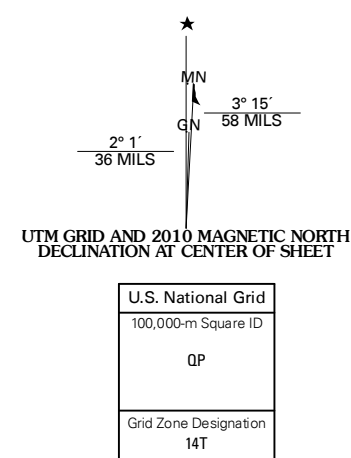 ★
MN
3° 15´
58 MILS
GN
2° 1´
36 MILS
UTM GRID AND 2010 MAGNETIC NORTH
DECLINATION AT CENTER OF SHEET
U.S. National Grid
100,000-m Square ID
QP
Grid Zone Designation
14T